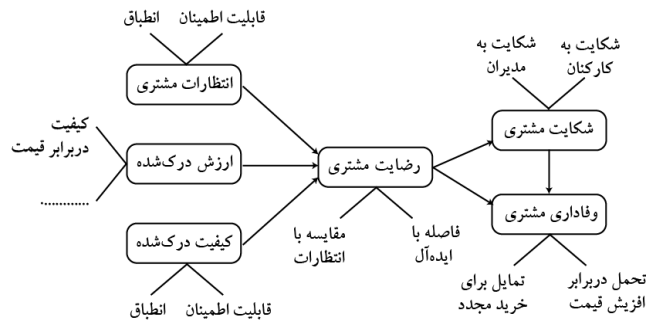 انطباق
قابلیت اطمینان
انتظارات مشتری
شکایت به
مدیران
شکایت به
کارکنان
شکایت مشتری
کیفیت
دربرابر قیمت
ارزش درک‌شده
............
رضایت مشتری
مقایسه با
انتظارات
فاصله با
ایده‌آل
وفاداری مشتری
کیفیت درک‌شده
انطباق
قابلیت اطمینان
تمایل برای
خرید مجدد
تحمل دربرابر
افزیش قیمت